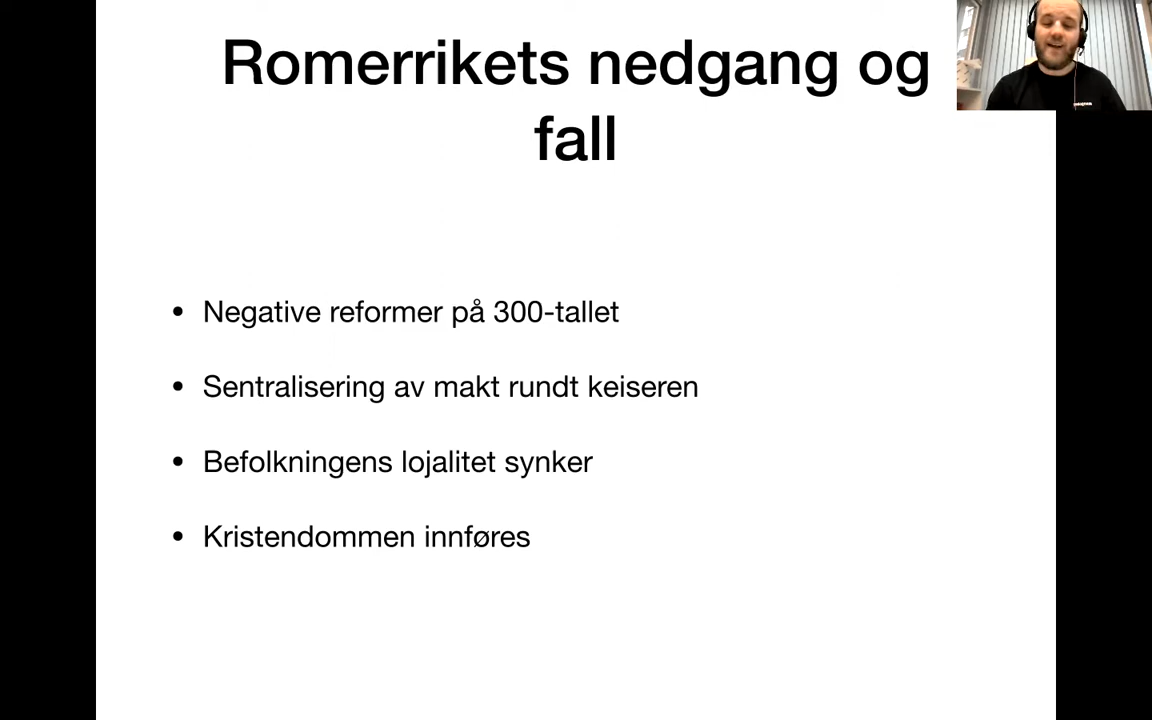 Romerrikets nedgang og
fall
• Negative reformer på 300-tallet
• Sentralisering av makt rundt keiseren
• Befolkningens lojalitet synker
• Kristendommen innføres